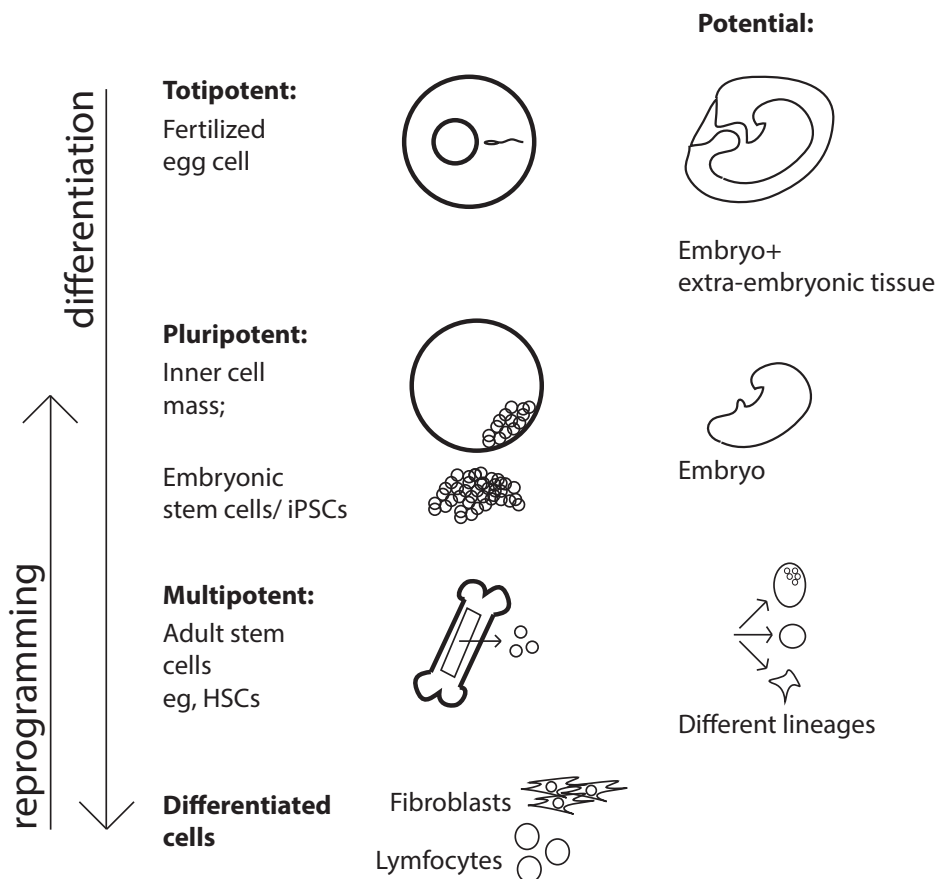 Potential:
differentiation
Totipotent:
Fertilized
egg cell
Embryo+
extra-embryonic tissue
Pluripotent:
Inner cell
mass;
Embryo
Embryonic
stem cells/ iPSCs
reprogramming
Multipotent:
Adult stem
cells
eg, HSCs
Different lineages
Differentiated
cells
Fibroblasts
Lymfocytes